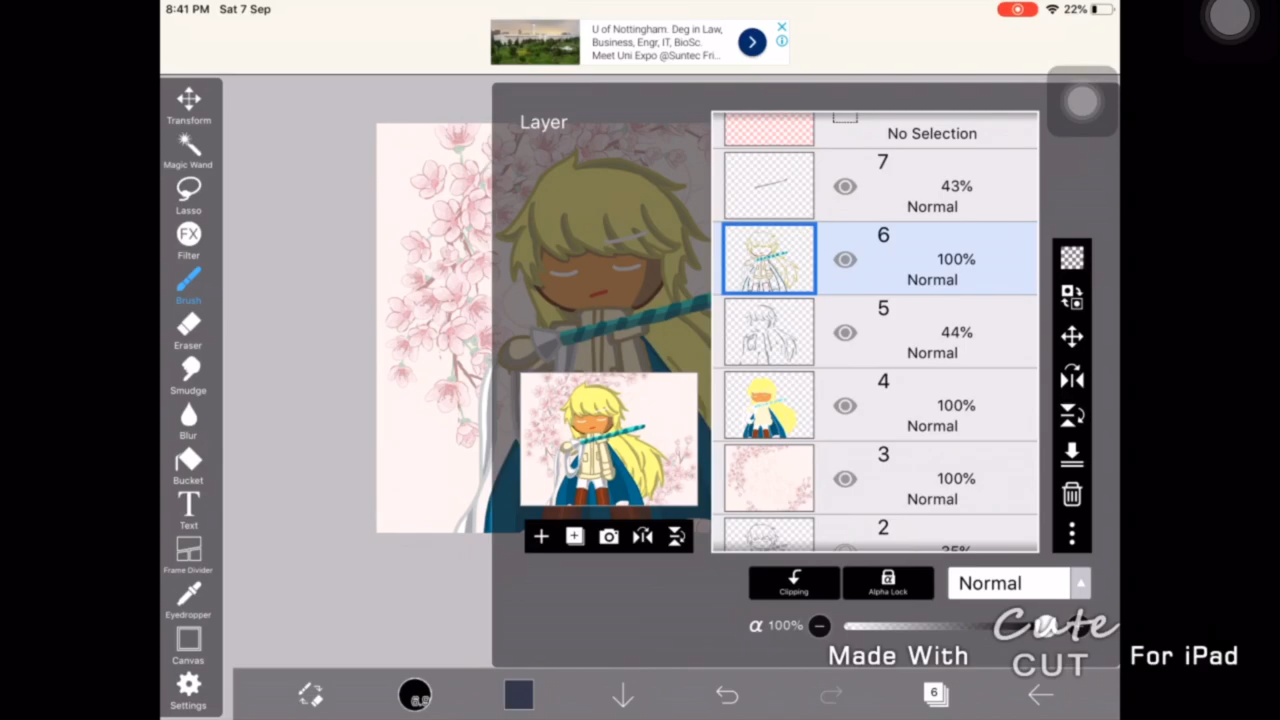 8:41 PM Sat 7 Sep
22%
U of Nottingham. Deg in Law,
Business, Engr, IT, BioSc.
Meet Uni Expo @Suntec Fri...
Transform
Magic Wand
Lasso
FX
Filter
Brush
Eraser
Smudge
Blur
Bucket
T
Text
Frame Divider
Eyedropper
Canvas
Settings
Layer
No Selection
7
43%
Normal
6
100%
Normal
5
44%
Normal
4
100%
Normal
3
100%
Normal
2
35%
Clipping
Alpha Lock
Normal
α 100%
Cute
CUT
Made With
For iPad
6